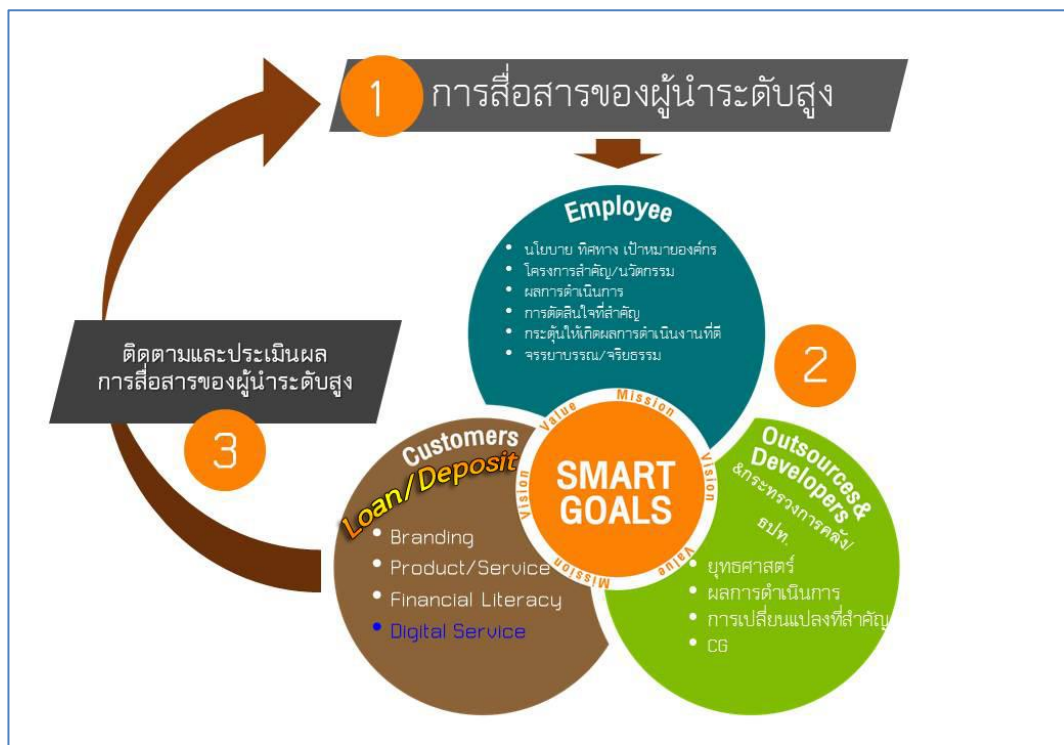 1 การสื่อสารของผู้นำระดับสูง
Employee
• นโยบาย ทิศทาง เป้าหมายองค์กร
• โครงการสำคัญ/นวัตกรรม
• ผลการดำเนินการ
• การตัดสินใจที่สำคัญ
• กระตุ้นให้เกิดผลการดำเนินงานที่ดี
• จรรยาบรรณ/จริยธรรม
2
ติดตามและประเมินผล
การสื่อสารของผู้นำระดับสูง
3
Customers
Loan/Deposit
• Branding
• Product/Service
• Financial Literacy
• Digital Service
SMART
GOALS
Value
Mission
Vision
Value
Mission
Vision
Outsources&
Developers
&กระทรวงการคลัง/
ธปท.
• ยุทธศาสตร์
• ผลการดำเนินการ
• การเปลี่ยนแปลงที่สำคัญ
• CG